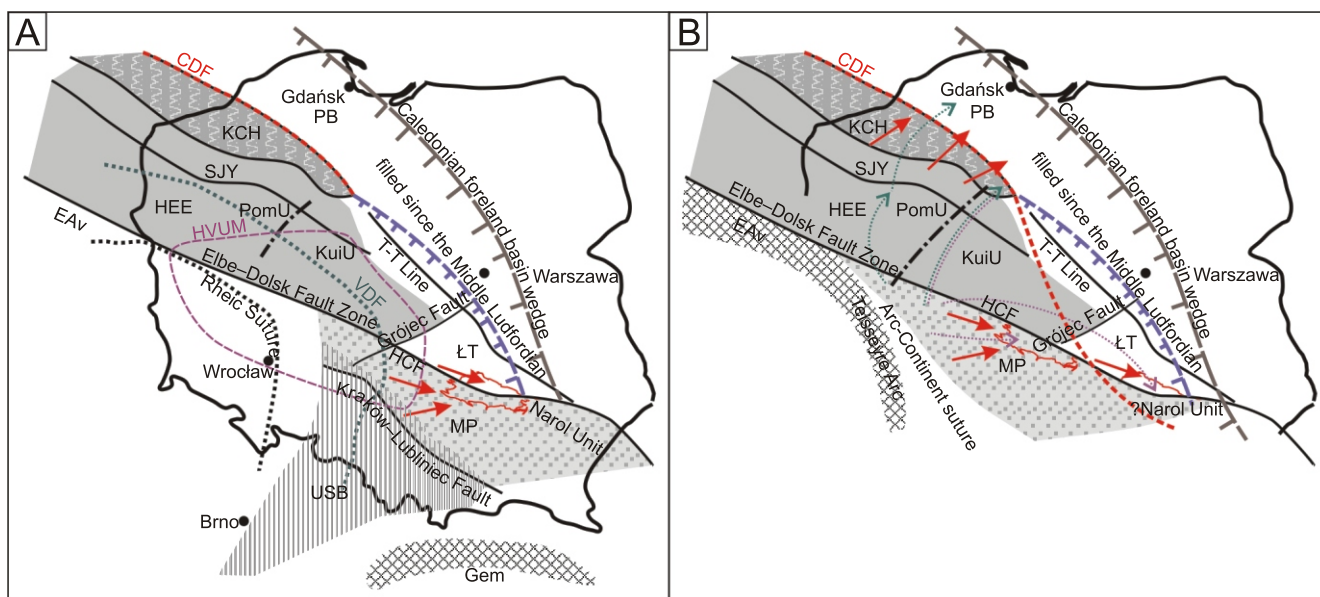 A
CDF
Gdańsk
PB
KCH
SJY
HEE
PomU
EAv
HVUM
KuiU
Elbe–Dolsk Fault Zone
VDF
Rheic Suture
T-T Line
Caledonian foreland basin wedge
filled since the Middle Ludfordian
Warszawa
Grójec Fault
ŁT
HCF
Wrocław
MP
Narol Unit
Kraków–Lubliniec Fault
USB
Brno
Gem
B
CDF
Gdańsk
PB
KCH
SJY
HEE
PomU
EAv
Elbe–Dolsk Fault Zone
KuiU
T-T Line
Caledonian foreland basin wedge
filled since the Middle Ludfordian
Warszawa
HCF
Grójec Fault
ŁT
MP
Teisseyre Arc
Arc-Continent suture
?Narol Unit